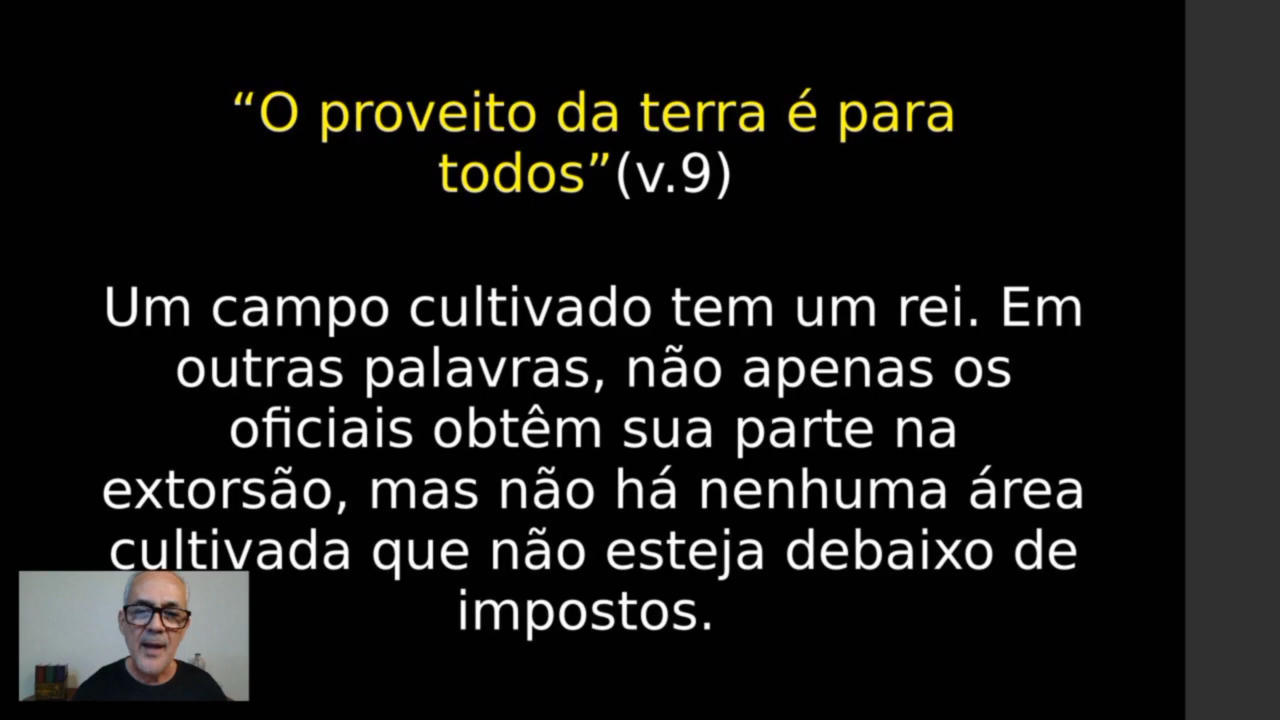 “O proveito da terra é para
todos”(v.9)
Um campo cultivado tem um rei. Em
outras palavras, não apenas os
oficiais obtêm sua parte na
extorsão, mas não há nenhuma área
cultivada que não esteja debaixo de
impostos.